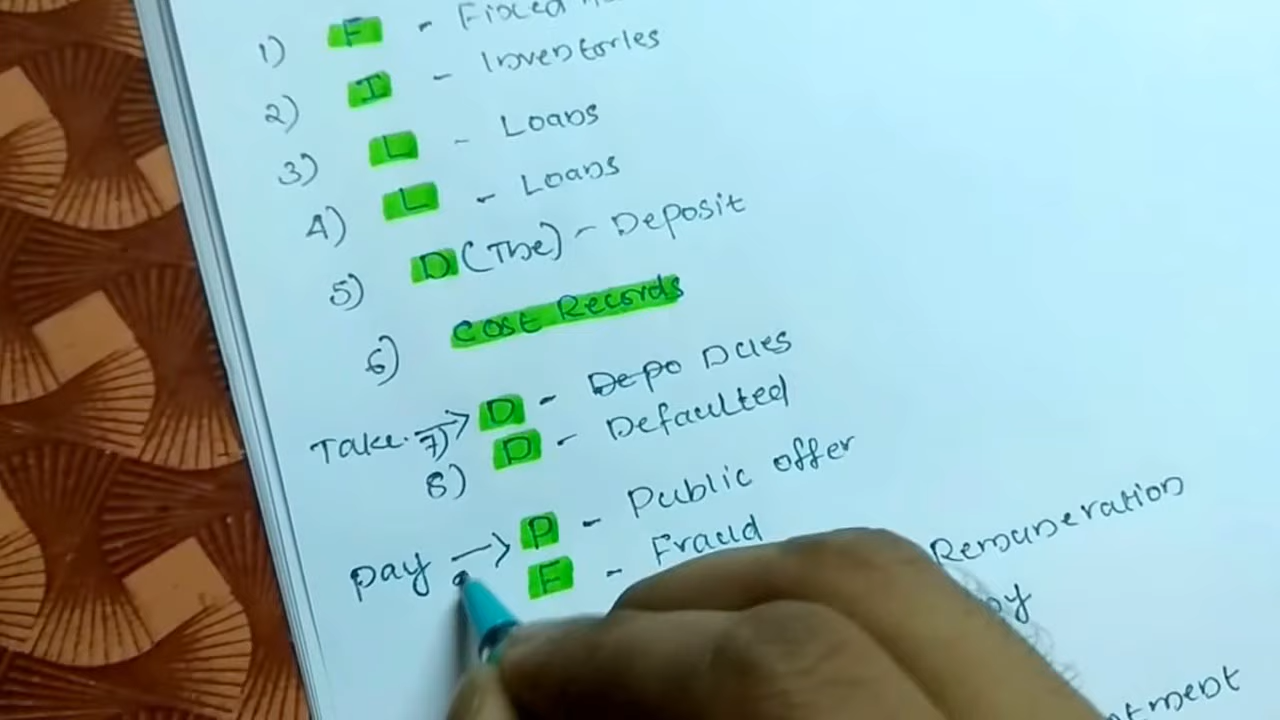 1) F - Fixed
2) I - Inventories
3) L - Loans
4) L - Loans
5) D (The) - Deposit
6) Cost Records
Take. 7) → D - Depo Dues
8) D - Defaulted
pay → P - Public offer
F - Fraud
Remuneration